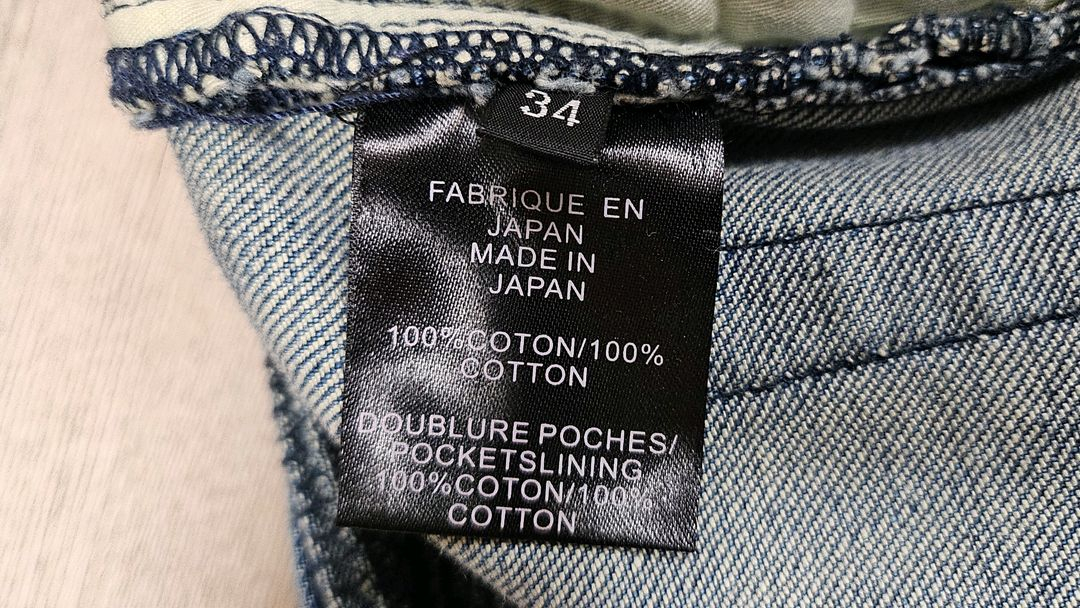 34
FABRIQUE EN
JAPAN
MADE IN
JAPAN
100%COTON/100%
COTTON
DOUBLURE POCHES/
POCKETSLINING
100%COTON/100%
COTTON